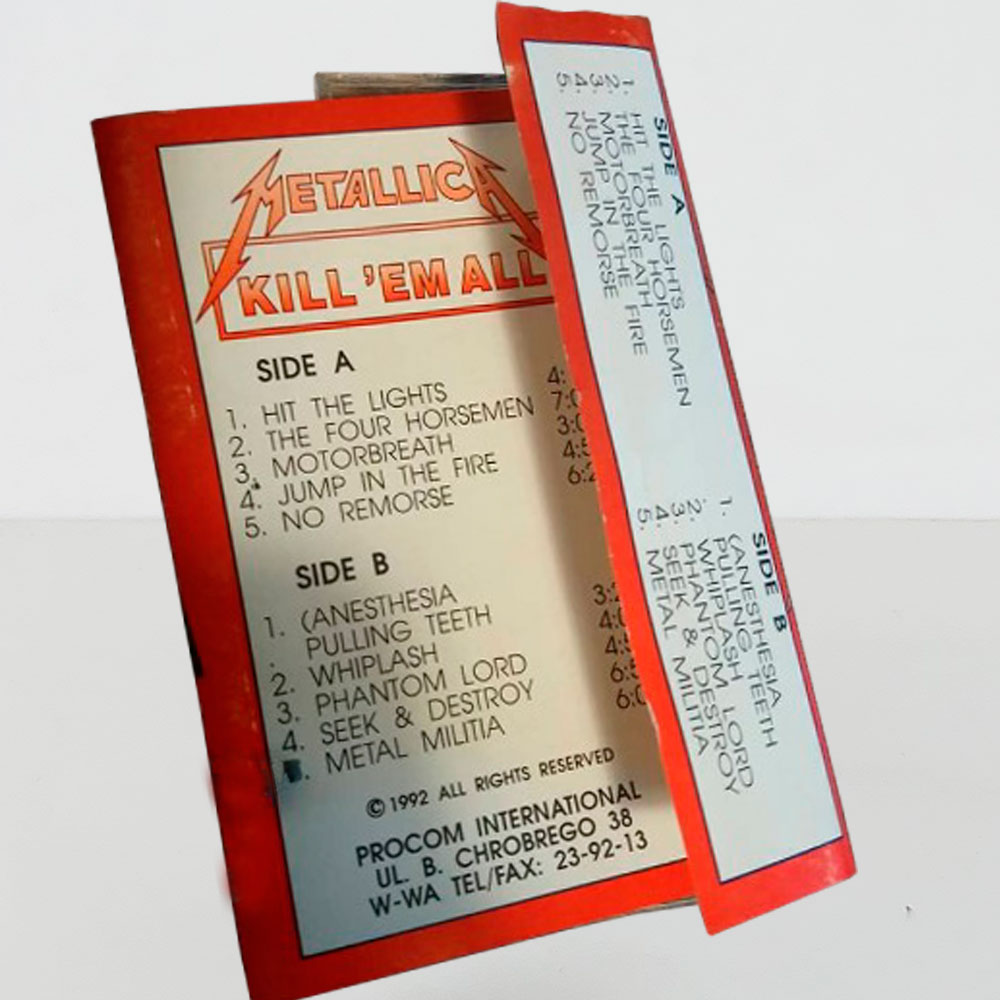 METALLICA
KILL 'EM ALL
SIDE A
1. HIT THE LIGHTS
2. THE FOUR HORSEMEN
3. MOTORBREATH
4. JUMP IN THE FIRE
5. NO REMORSE
SIDE B
1. (ANESTHESIA
PULLING TEETH
2. WHIPLASH
3. PHANTOM LORD
4. SEEK & DESTROY
METAL MILITIA
©1992 ALL RIGHTS RESERVED
PROCOM INTERNATIONAL
UL. B. CHROBREGO 38
W-WA TEL/FAX: 23-92-13
SIDE A
1. HIT THE LIGHTS
2. THE FOUR HORSEMEN
3. MOTORBREATH
4. JUMP IN THE FIRE
5. NO REMORSE
SIDE B
1. (ANESTHESIA
PULLING TEETH
2. WHIPLASH
3. PHANTOM LORD
4. SEEK & DESTROY
5. METAL MILITIA